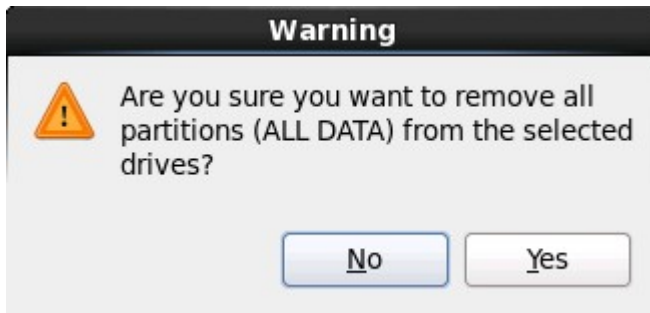 Warning
Are you sure you want to remove all
partitions (ALL DATA) from the selected
drives?
No
Yes